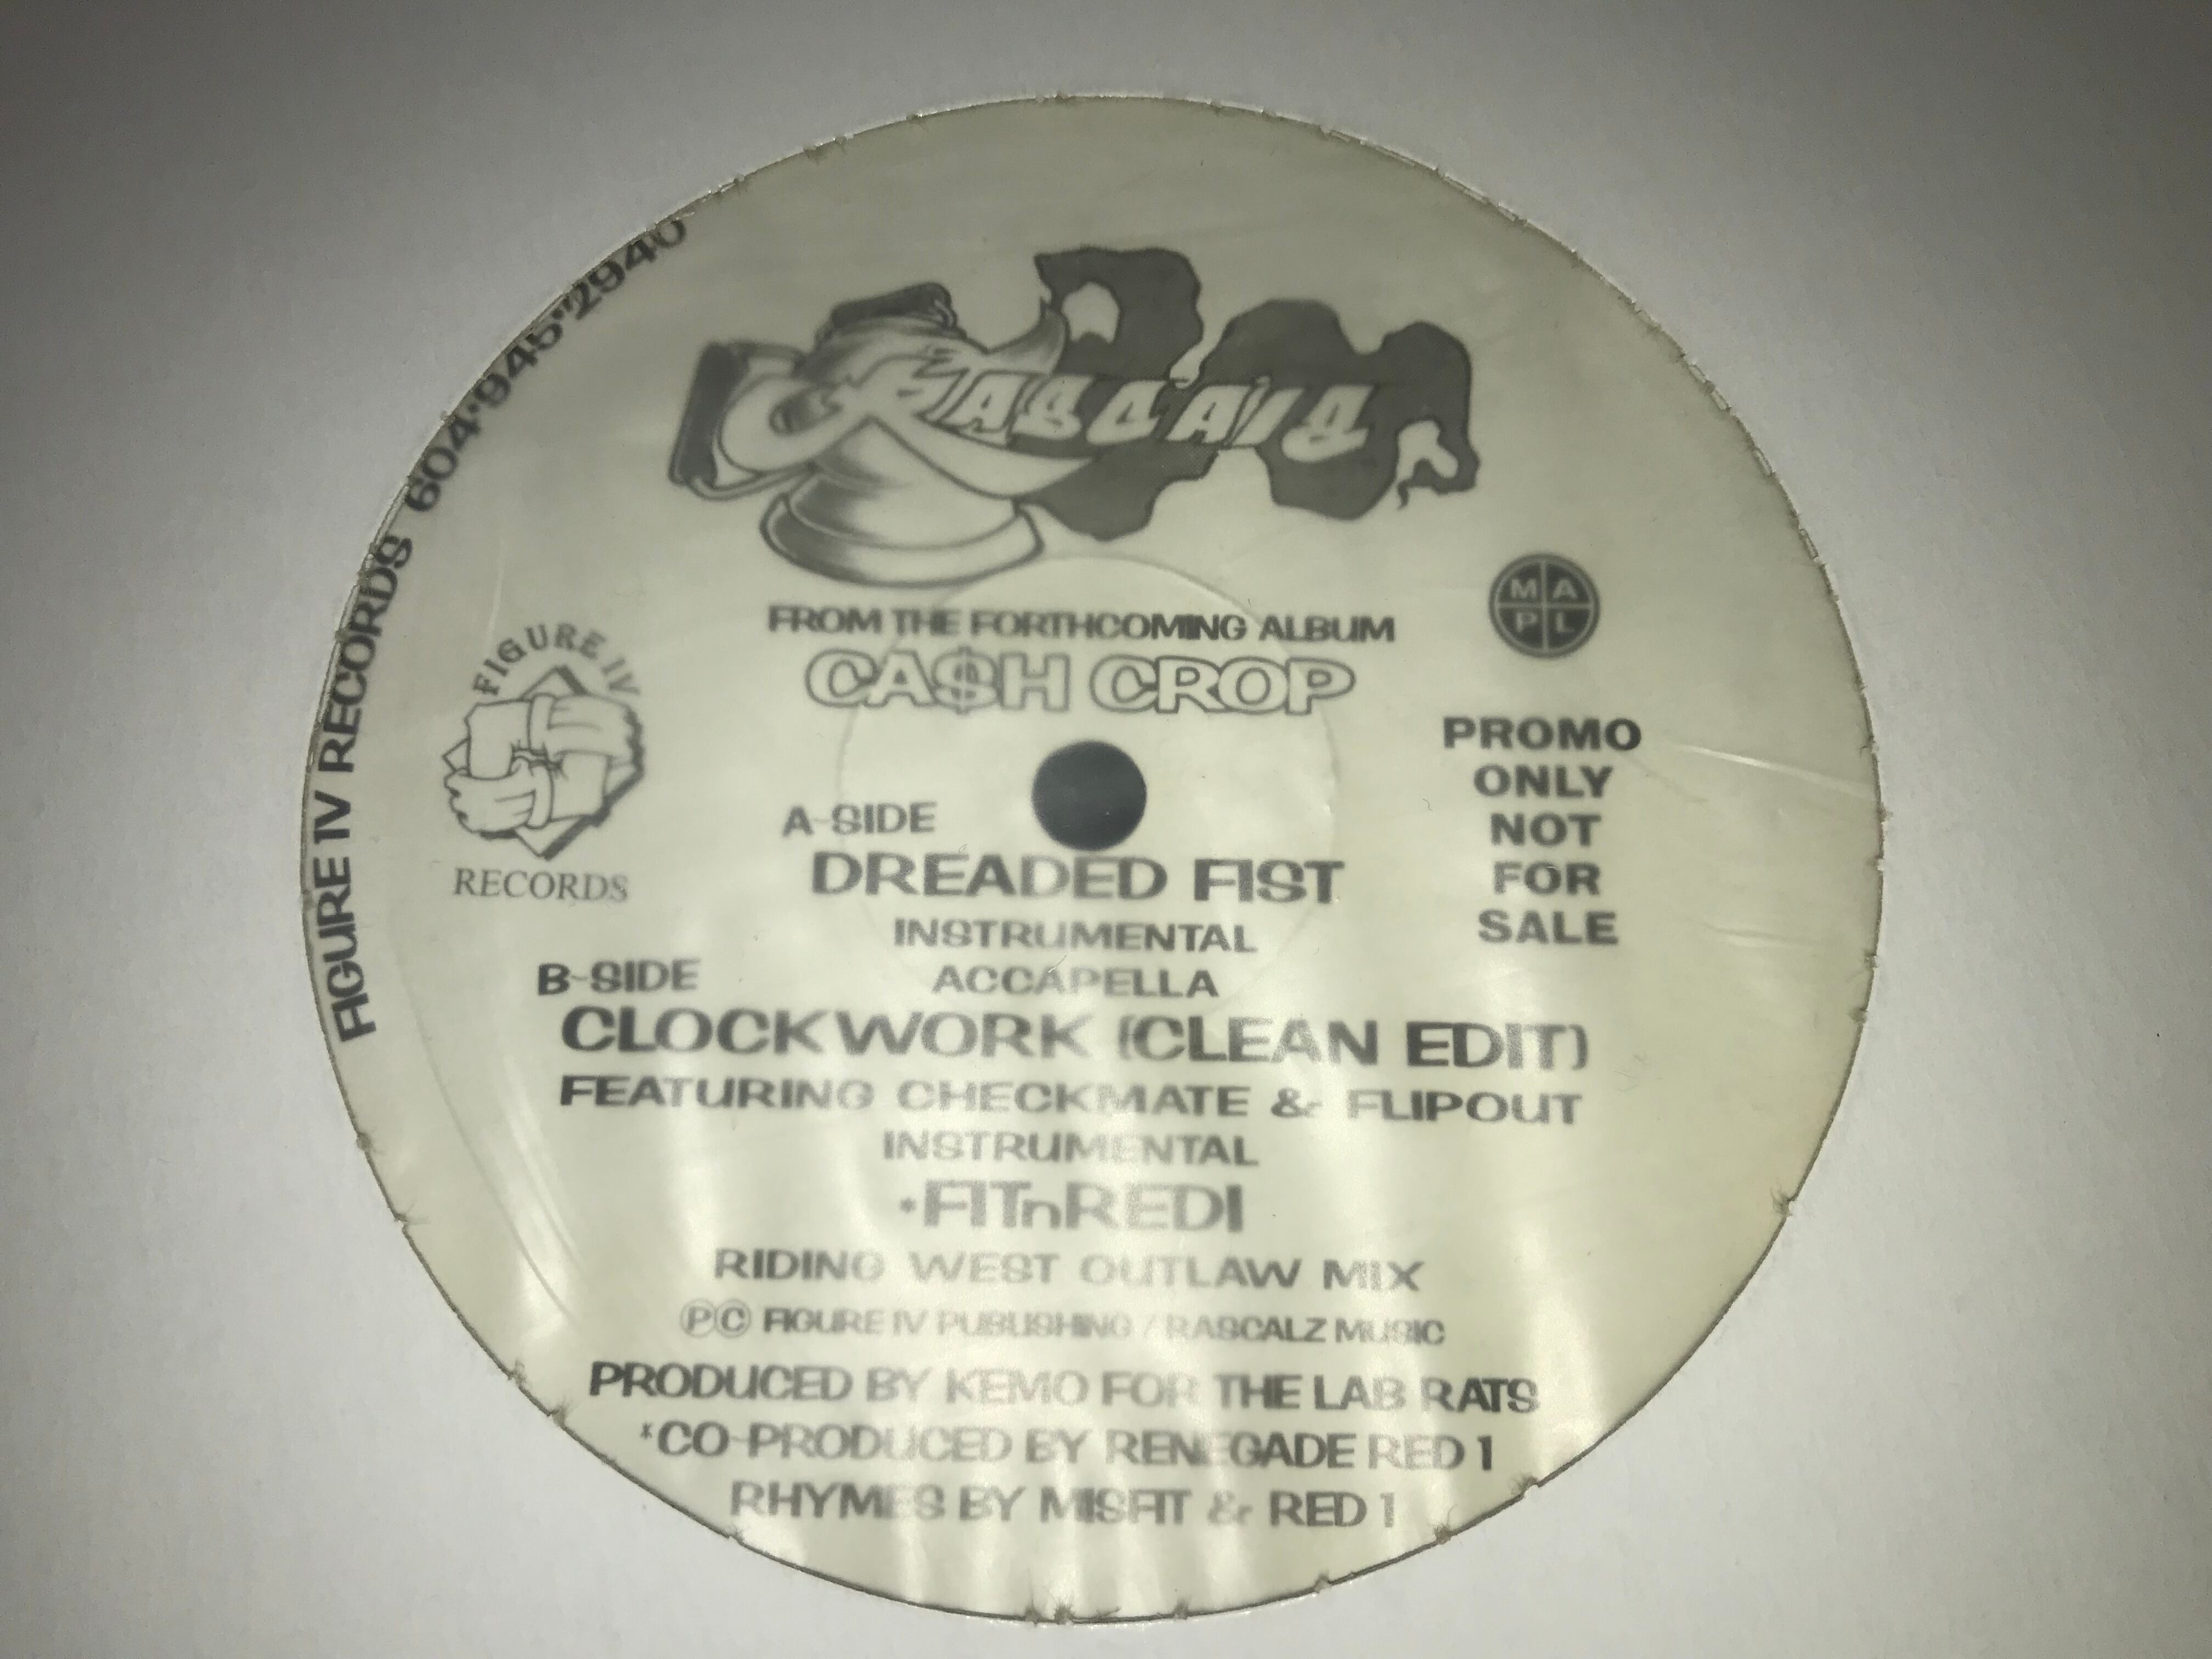 Rascalz
FROM THE FORTHCOMING ALBUM
CA$H CROP
MAPL
FIGURE IV
RECORDS
FIGURE IV RECORDS 604·945"2940
PROMO
ONLY
NOT
FOR
SALE
A-SIDE
DREADED FIST
INSTRUMENTAL
ACCAPELLA
B-SIDE
CLOCKWORK (CLEAN EDIT)
FEATURING CHECKMATE & FLIPOUT
INSTRUMENTAL
*FITnREDI
RIDING WEST OUTLAW MIX
ⓅⒸ FIGURE IV PUBLISHING / RASCALZ MUSIC
PRODUCED BY KEMO FOR THE LAB RATS
*CO-PRODUCED BY RENEGADE RED 1
RHYMES BY MISFIT & RED 1